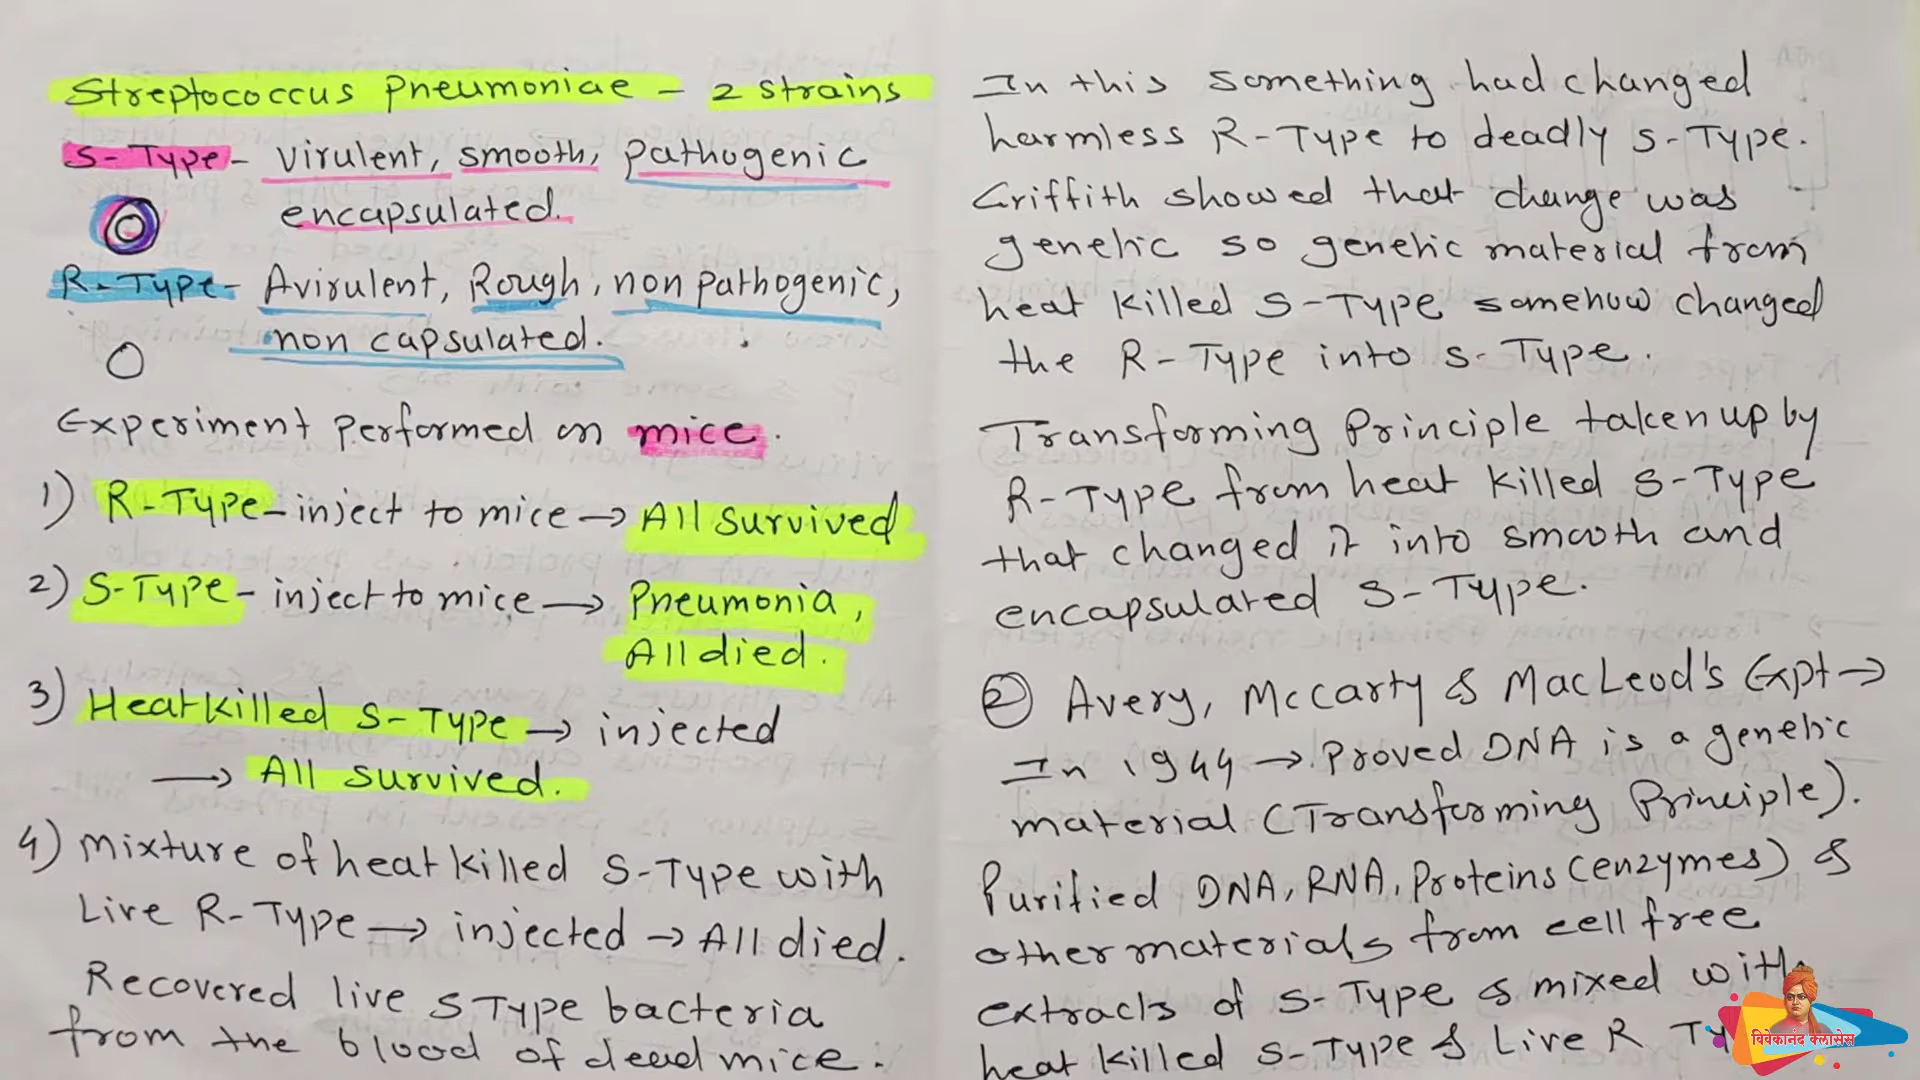 Streptococcus Pneumoniae - 2 strains
S-Type - virulent, smooth, pathogenic
encapsulated.
R-Type - Avirulent, Rough, non pathogenic,
non capsulated.
Experiment performed on mice.
1) R-Type - inject to mice → All survived
2) S-Type - inject to mice → Pneumonia,
All died.
3) Heat killed S-Type → injected
→ All survived.
4) Mixture of heat killed S-Type with
Live R-Type → injected → All died.
Recovered live S Type bacteria
from the blood of dead mice.
In this something had changed
harmless R-Type to deadly S-Type.
Griffith showed that change was
genetic so genetic material from
heat killed S-Type somehow changed
the R-Type into S-Type.
Transforming Principle taken up by
R-Type from heat killed S-Type
that changed it into smooth and
encapsulated S-Type.
② Avery, McCarty & MacLeod's Expt →
In 1944 → Proved DNA is a genetic
material (Transforming Principle).
Purified DNA, RNA, Proteins (enzymes) &
other materials from cell free
extracts of S-Type & mixed with
heat killed S-Type & Live R Ty
विवेकानंद क्लासेस